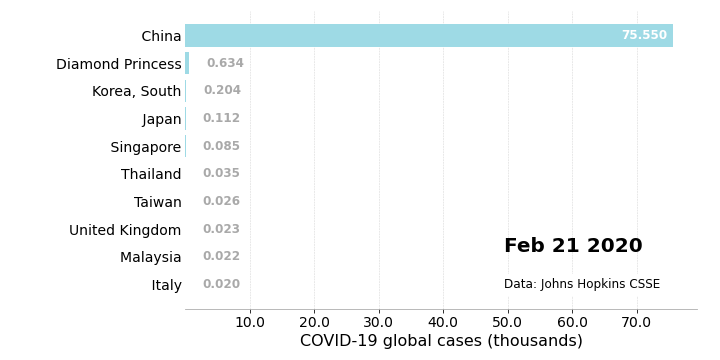 China 75.550
Diamond Princess 0.634
Korea, South 0.204
Japan 0.112
Singapore 0.085
Thailand 0.035
Taiwan 0.026
United Kingdom 0.023
Malaysia 0.022
Italy 0.020
Feb 21 2020
Data: Johns Hopkins CSSE
10.0 20.0 30.0 40.0 50.0 60.0 70.0
COVID-19 global cases (thousands)